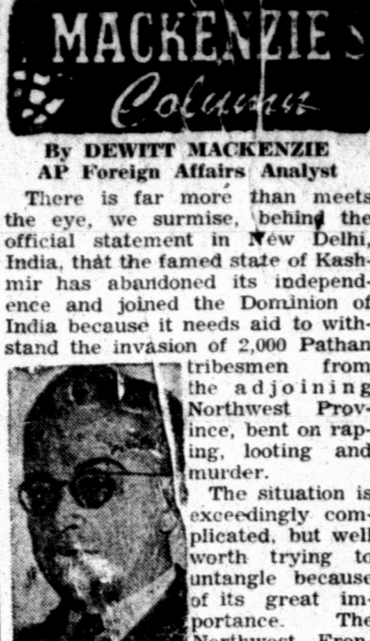 MACKENZIE'S
Column
By DEWITT MACKENZIE
AP Foreign Affairs Analyst
There is far more than meets
the eye, we surmise, behind the
official statement in New Delhi,
India, that the famed state of Kash-
mir has abandoned its independ-
ence and joined the Dominion of
India because it needs aid to with-
stand the invasion of 2,000 Pathan
tribesmen from
the adjoining
Northwest Prov-
ince, bent on rap-
ing, looting and
murder.
The situation is
exceedingly com-
plicated, but well
worth trying to
untangle because
of its great im-
portance. The
Northwest Fron-